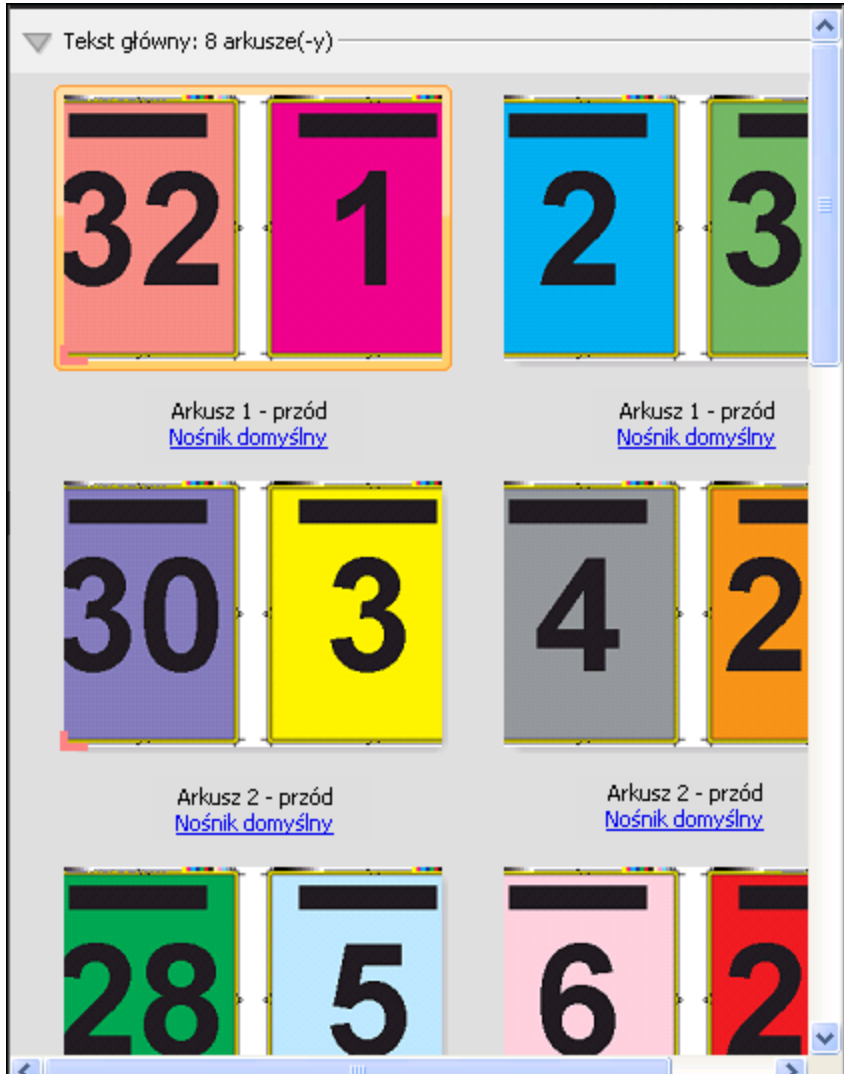 Tekst główny: 8 arkusze(-y)
32 1 2 3
Arkusz 1 - przód Arkusz 1 - przód
Nośnik domyślny Nośnik domyślny
30 3 4 2
Arkusz 2 - przód Arkusz 2 - przód
Nośnik domyślny Nośnik domyślny
28 5 6 2